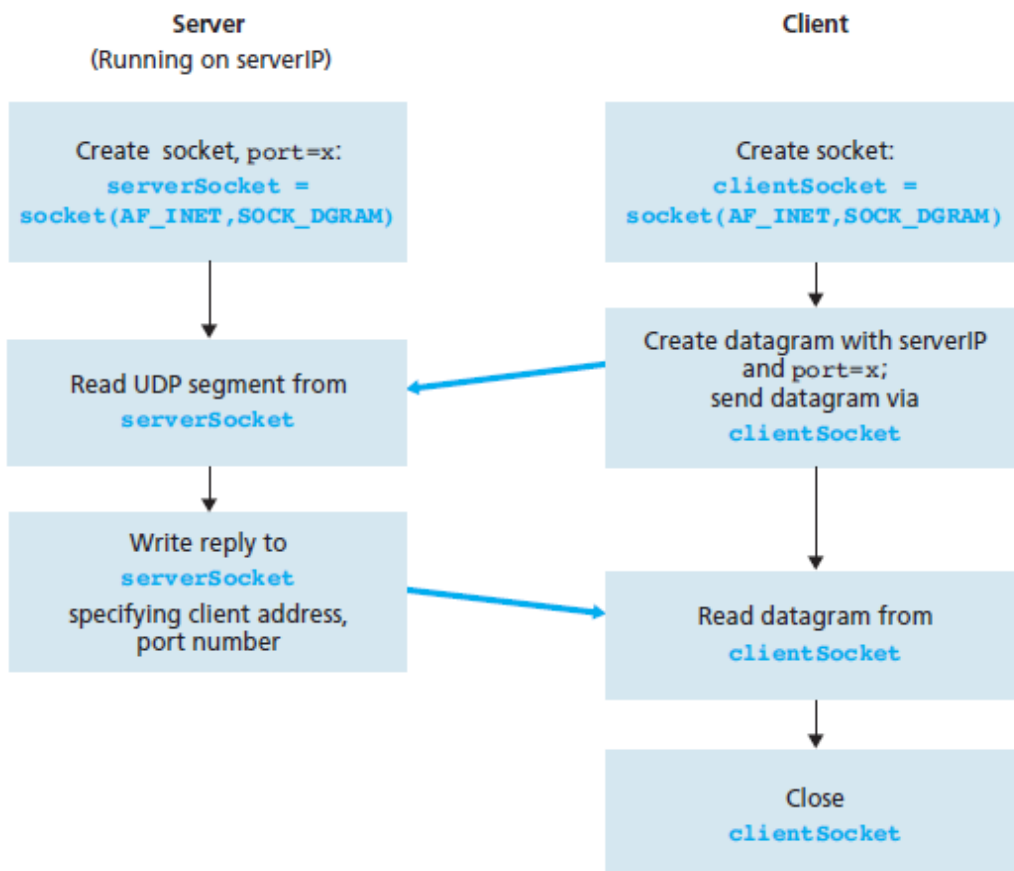 Server
(Running on serverIP)
Create socket, port=x:
serverSocket =
socket(AF_INET,SOCK_DGRAM)
Read UDP segment from
serverSocket
Write reply to
serverSocket
specifying client address,
port number
Client
Create socket:
clientSocket =
socket(AF_INET,SOCK_DGRAM)
Create datagram with serverIP
and port=x;
send datagram via
clientSocket
Read datagram from
clientSocket
Close
clientSocket